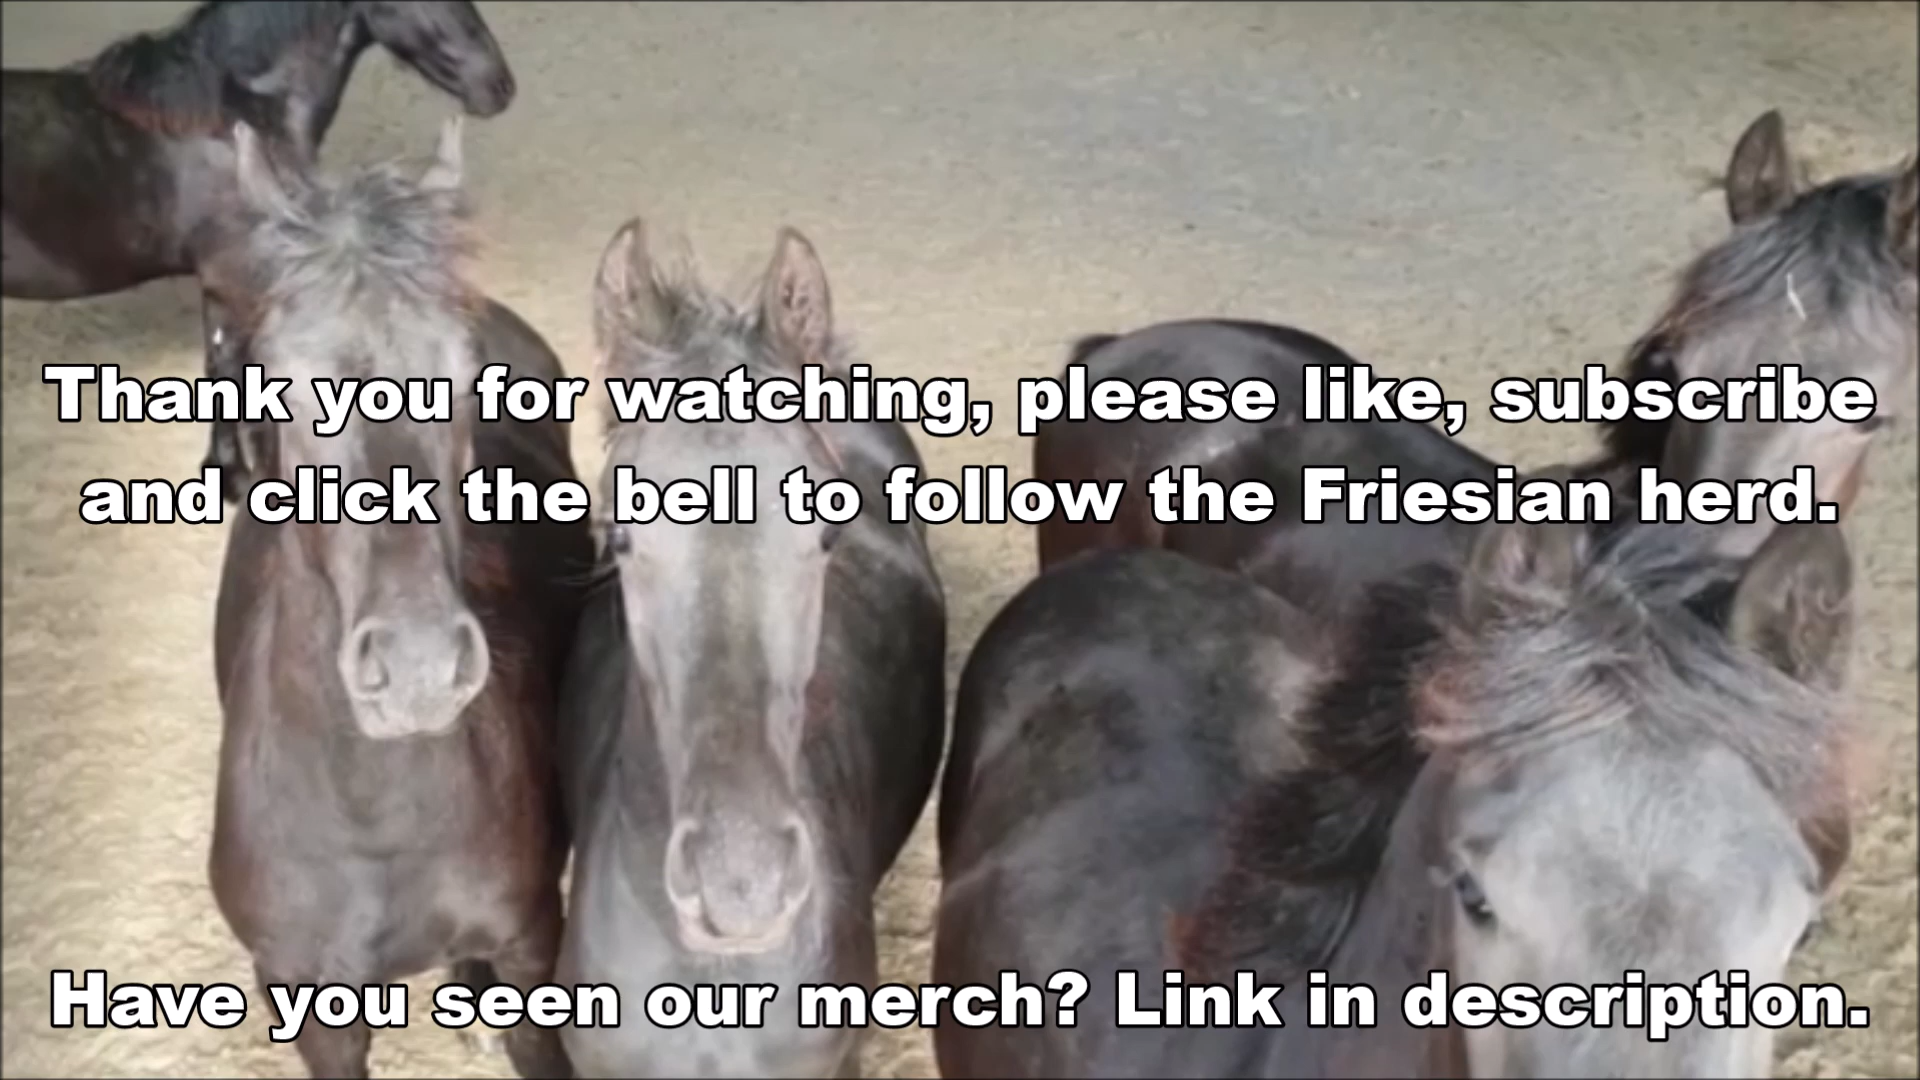 Thank you for watching, please like, subscribe
and click the bell to follow the Friesian herd.
Have you seen our merch? Link in description.